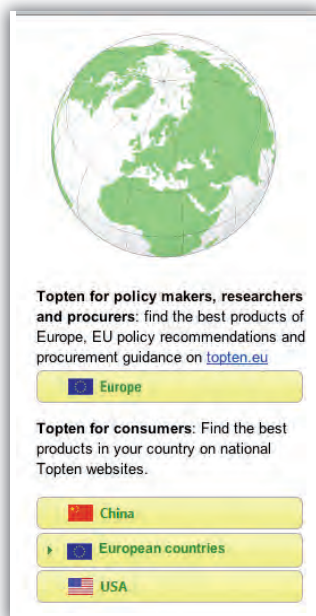 Topten for policy makers, researchers
and procurers: find the best products of
Europe, EU policy recommendations and
procurement guidance on topten.eu
Europe
Topten for consumers: Find the best
products in your country on national
Topten websites.
China
European countries
USA